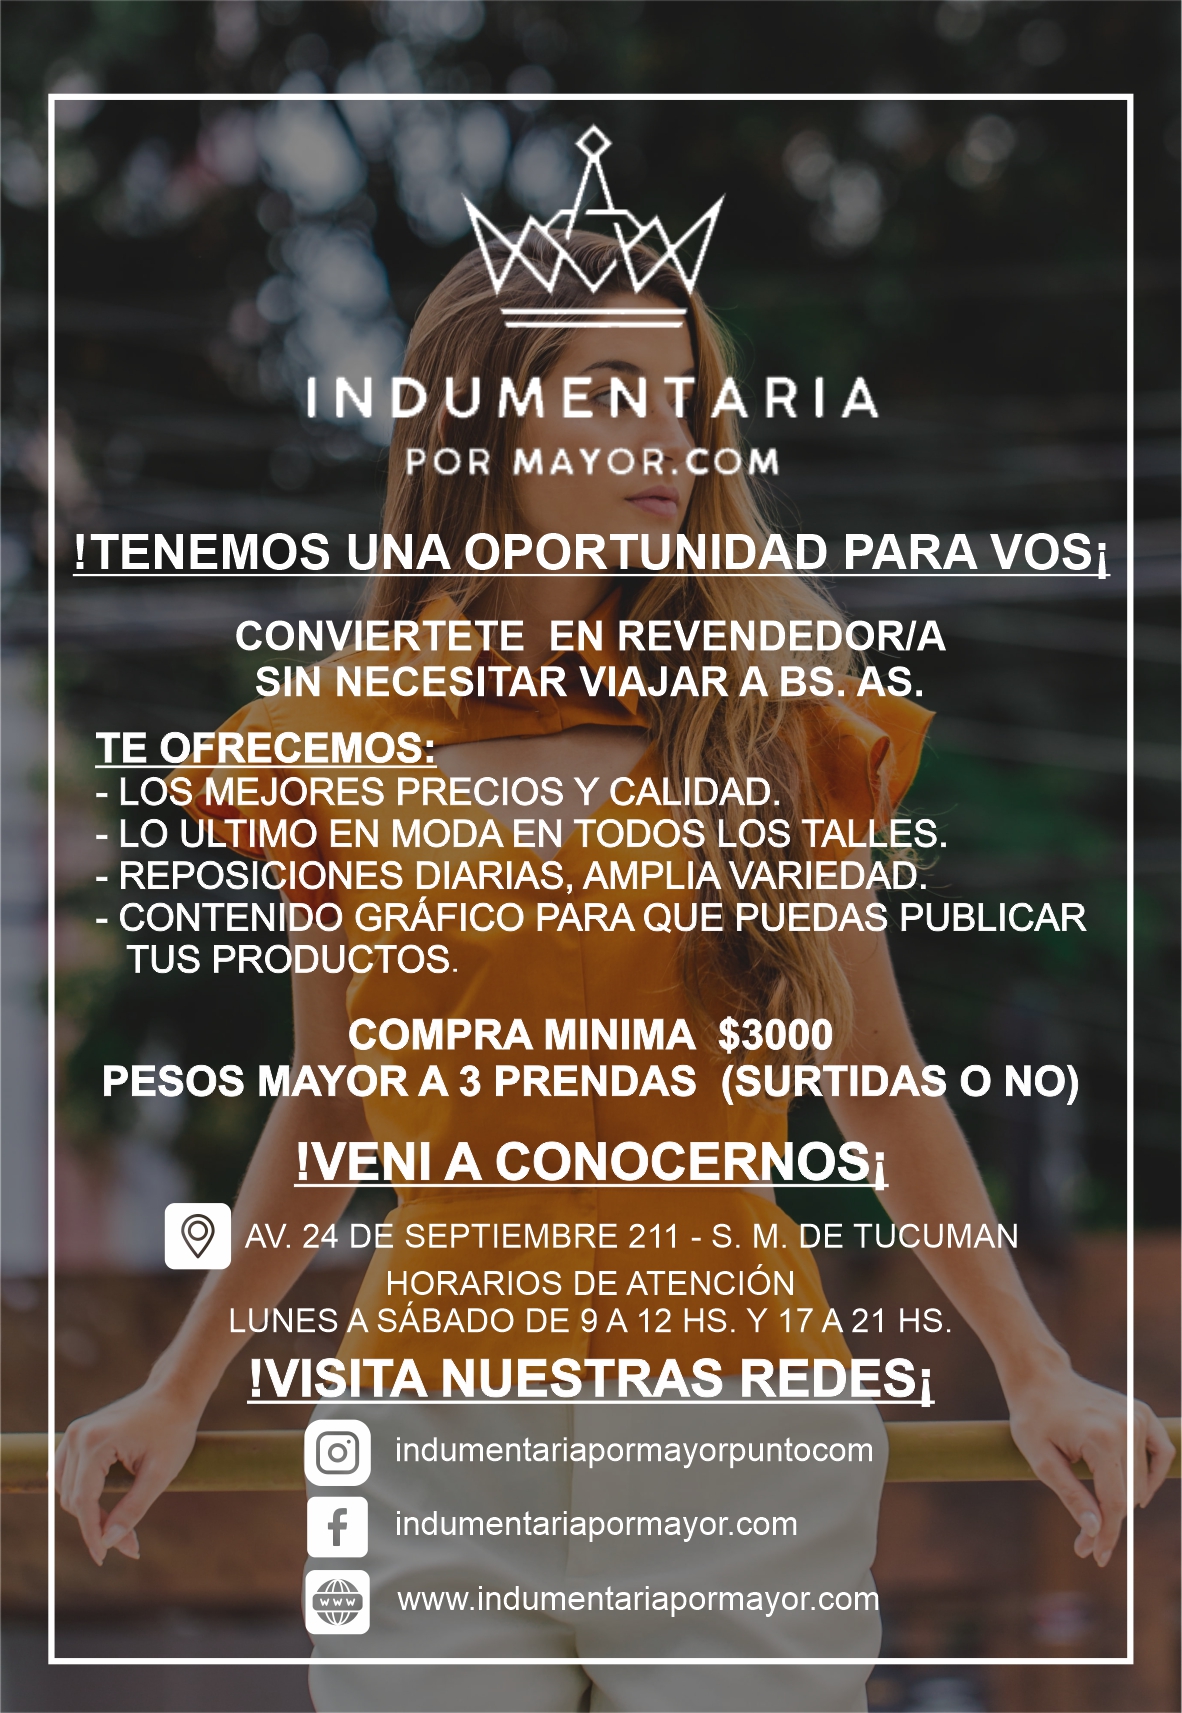 INDUMENTARIA
POR MAYOR.COM
!TENEMOS UNA OPORTUNIDAD PARA VOS¡
CONVIERTETE EN REVENDEDOR/A
SIN NECESITAR VIAJAR A BS. AS.
TE OFRECEMOS:
- LOS MEJORES PRECIOS Y CALIDAD.
- LO ULTIMO EN MODA EN TODOS LOS TALLES.
- REPOSICIONES DIARIAS, AMPLIA VARIEDAD.
- CONTENIDO GRÁFICO PARA QUE PUEDAS PUBLICAR
TUS PRODUCTOS.
COMPRA MINIMA $3000
PESOS MAYOR A 3 PRENDAS (SURTIDAS O NO)
!VENI A CONOCERNOS¡
AV. 24 DE SEPTIEMBRE 211 - S. M. DE TUCUMAN
HORARIOS DE ATENCIÓN
LUNES A SÁBADO DE 9 A 12 HS. Y 17 A 21 HS.
!VISITA NUESTRAS REDES¡
indumentariapormayorpuntocom
indumentariapormayor.com
WWW
www.indumentariapormayor.com